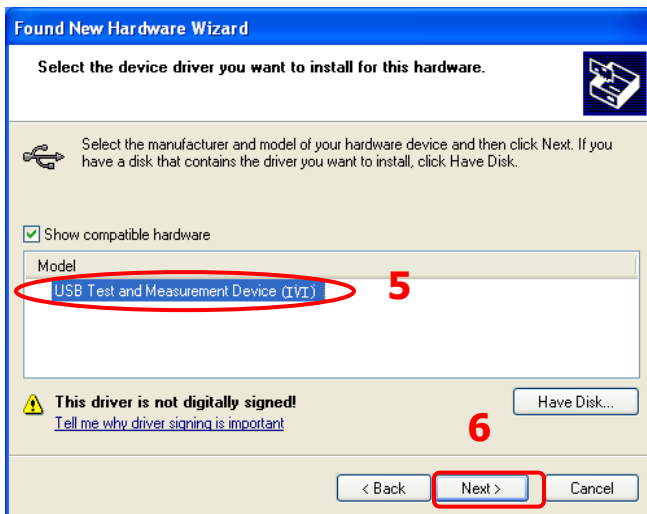 Found New Hardware Wizard
Select the device driver you want to install for this hardware.
Select the manufacturer and model of your hardware device and then click Next. If you
have a disk that contains the driver you want to install, click Have Disk.
Show compatible hardware
Model
USB Test and Measurement Device (IVI)
5
This driver is not digitally signed!
Tell me why driver signing is important
Have Disk...
6
< Back
Next >
Cancel